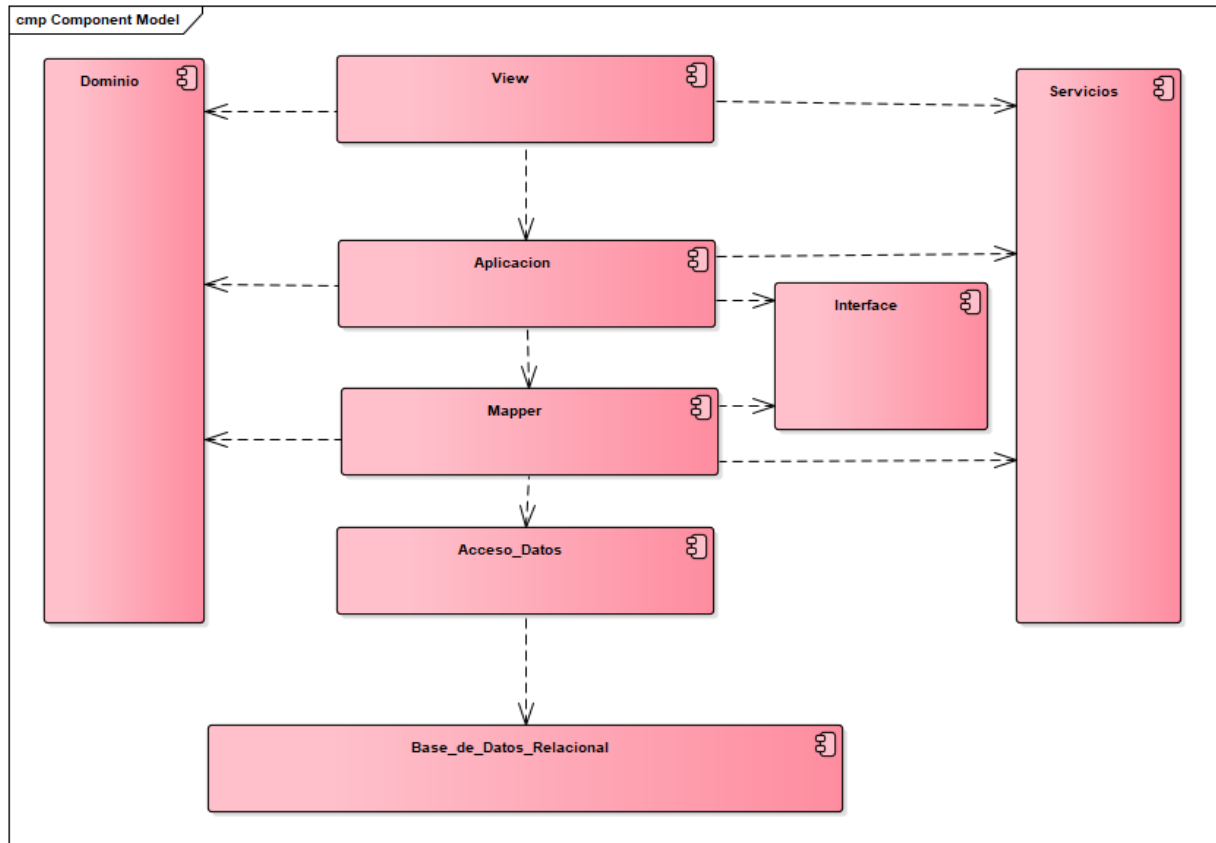 cmp Component Model
Dominio
View
Servicios
Aplicacion
Interface
Mapper
Acceso_Datos
Base_de_Datos_Relacional